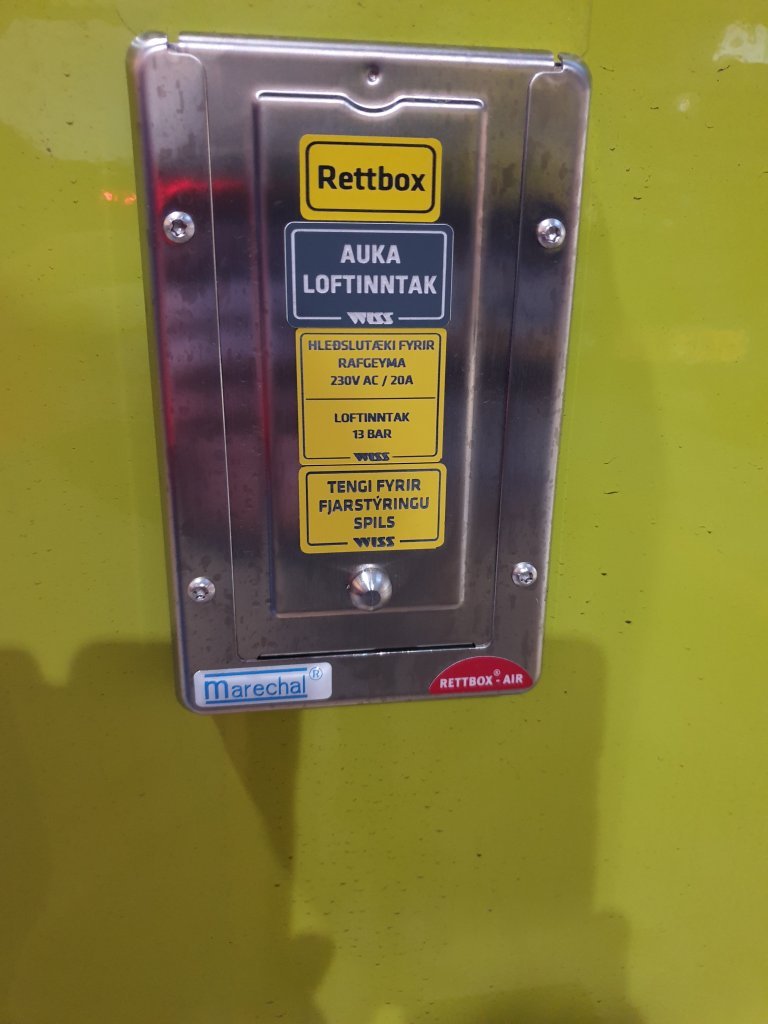 Rettbox
AUKA
LOFTINNTAK
WISS
HLEÐSLUTÆKI FYRIR
RAFGEYMA
230V AC / 20A
LOFTINNTAK
13 BAR
WISS
TENGI FYRIR
FJARSTÝRINGU
SPILS
WISS
marechal®
RETTBOX® - AIR